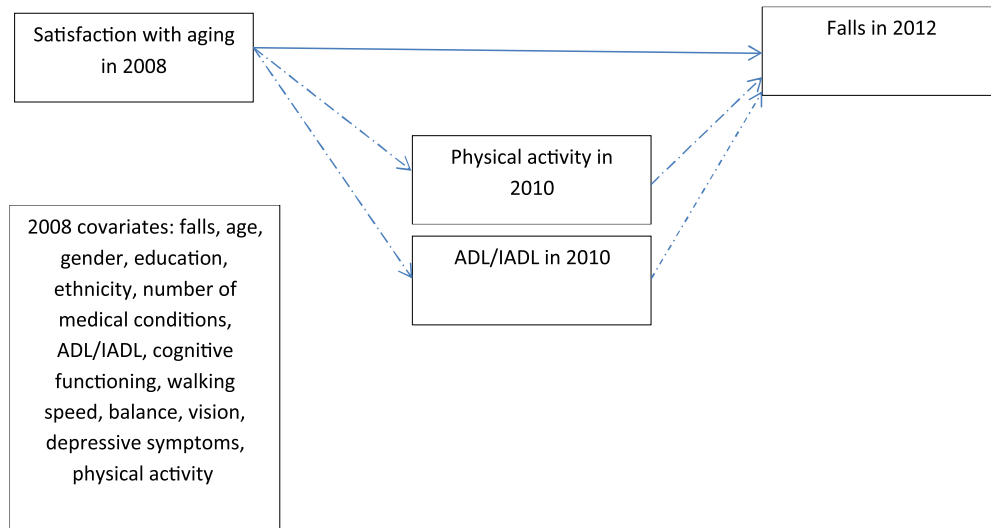 Satisfaction with aging
in 2008
Falls in 2012
Physical activity in
2010
ADL/IADL in 2010
2008 covariates: falls, age,
gender, education,
ethnicity, number of
medical conditions,
ADL/IADL, cognitive
functioning, walking
speed, balance, vision,
depressive symptoms,
physical activity